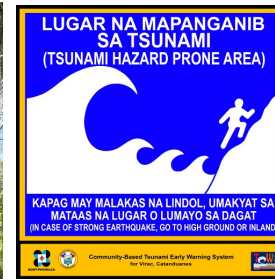 LUGAR NA MAPANGANIB
SA TSUNAMI
(TSUNAMI HAZARD PRONE AREA)
KAPAG MAY MALAKAS NA LINDOL, UMAKYAT SA
MATAAS NA LUGAR O LUMAYO SA DAGAT
(IN CASE OF STRONG EARTHQUAKE, GO TO HIGH GROUND OR INLAND
Community-Based Tsunami Early Warning System
for Virac, Catanduanes